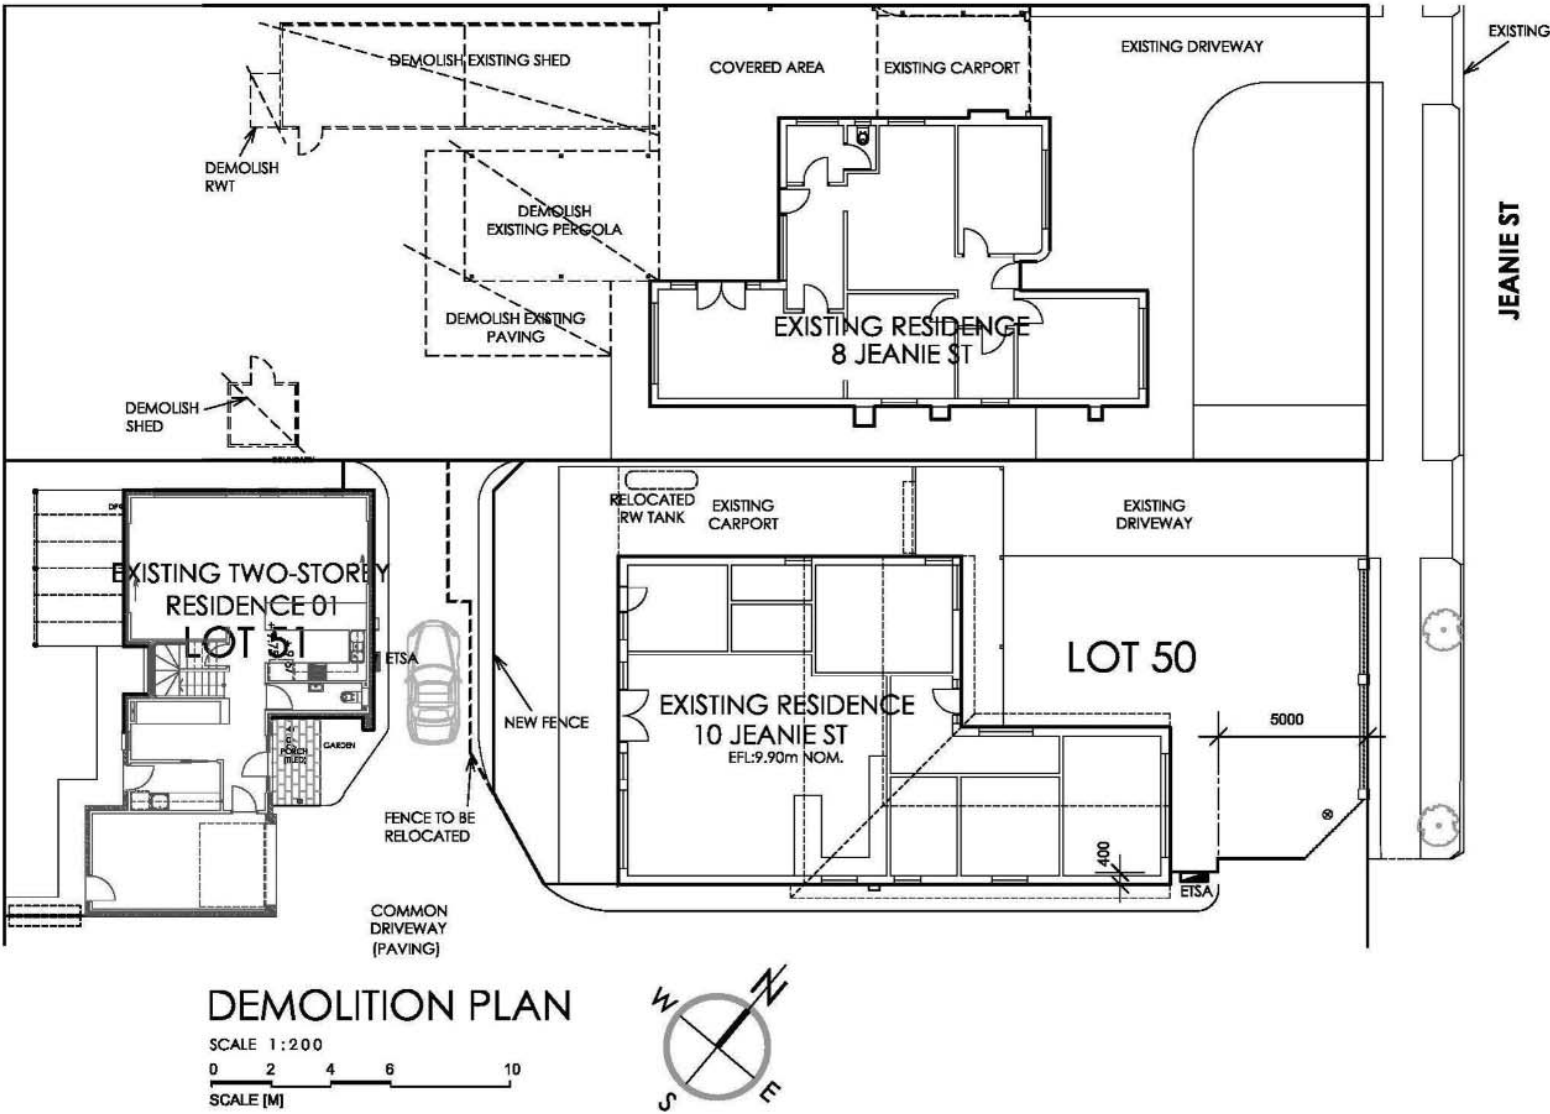 EXISTING
DEMOLISH EXISTING SHED
COVERED AREA
EXISTING CARPORT
EXISTING DRIVEWAY
DEMOLISH
RWT
DEMOLISH
EXISTING PERGOLA
JEANIE ST
DEMOLISH EXISTING
PAVING
EXISTING RESIDENCE
8 JEANIE ST
DEMOLISH
SHED
RELOCATED
RW TANK
EXISTING
CARPORT
EXISTING
DRIVEWAY
EXISTING TWO-STOREY
RESIDENCE 01
LOT 51
ETSA
LOT 50
NEW FENCE
EXISTING RESIDENCE
10 JEANIE ST
EFL:9.90m NOM.
5000
PORCH
GARDEN
FENCE TO BE
RELOCATED
400
ETSA
COMMON
DRIVEWAY
(PAVING)
DEMOLITION PLAN
SCALE 1:200
0 2 4 6 10
SCALE [M]
W N
S E